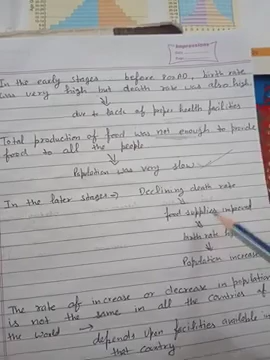 Impressions
In the early stages before 1000AD, birth rate
was very high but death rate was also high
due to lack of proper health facilities
Total production of food was not enough to provide
food to all the people
Population was very slow
In the later stages → Declining death rate
food supplies improved
birth rate
Population increase
The rate of increase or decrease in population
is not the same in all the countries of
the world →
depends upon facilities available in
that country